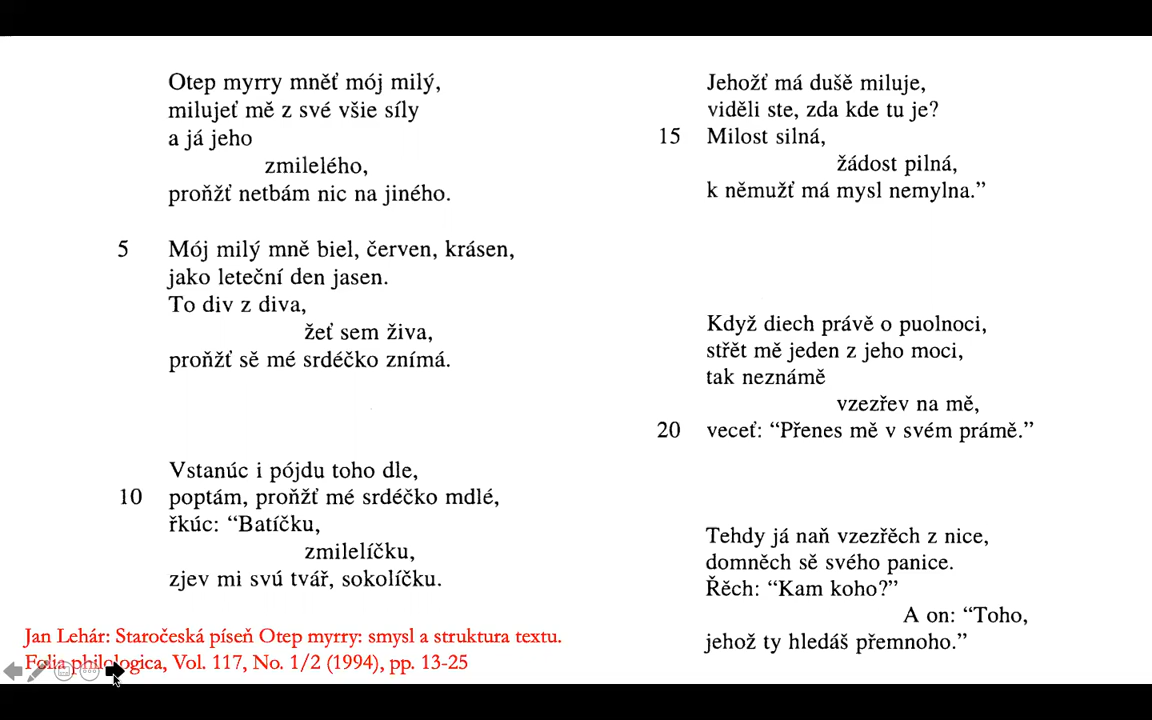 Otep myrry mněť mój milý,
milujeť mě z své všie síly
a já jeho
zmilelého,
proňžť netbám nic na jiného.
5 Mój milý mně biel, červen, krásen,
jako leteční den jasen.
To div z diva,
žeť sem živa,
proňžť sě mé srdéčko znímá.
Vstanúc i pójdu toho dle,
10 poptám, proňžť mé srdéčko mdlé,
řkúc: “Batíčku,
zmilelíčku,
zjev mi svú tvář, sokolíčku.
Jehožť má dušě miluje,
viděli ste, zda kde tu je?
15 Milost silná,
žádost pilná,
k němužť má mysl nemylna.”
Když diech právě o puolnoci,
střět mě jeden z jeho moci,
tak neznámě
vzezřev na mě,
20 veceť: “Přenes mě v svém prámě.”
Tehdy já naň vzezřěch z nice,
domněch sě svého panice.
Řěch: “Kam koho?”
A on: “Toho,
jehož ty hledáš přemnoho.”
Jan Lehár: Staročeská píseň Otep myrry: smysl a struktura textu.
Folia philologica, Vol. 117, No. 1/2 (1994), pp. 13-25